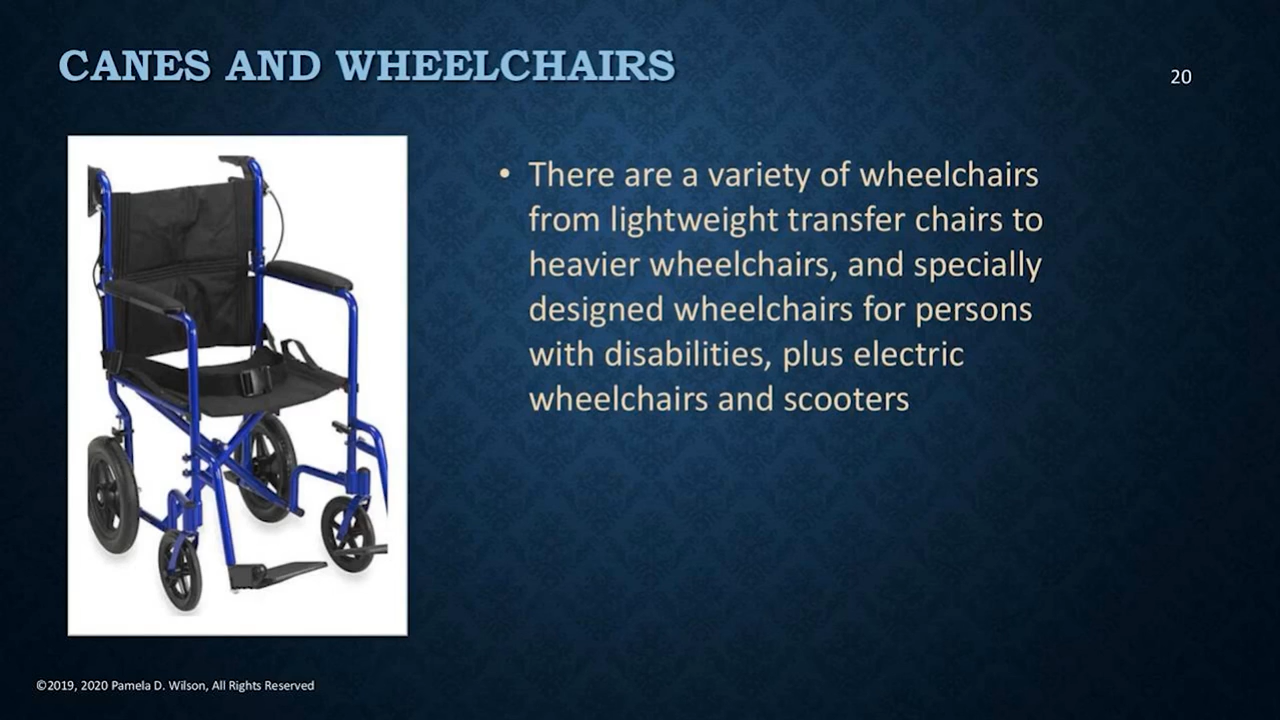 CANES AND WHEELCHAIRS
20
• There are a variety of wheelchairs
from lightweight transfer chairs to
heavier wheelchairs, and specially
designed wheelchairs for persons
with disabilities, plus electric
wheelchairs and scooters
©2019, 2020 Pamela D. Wilson, All Rights Reserved